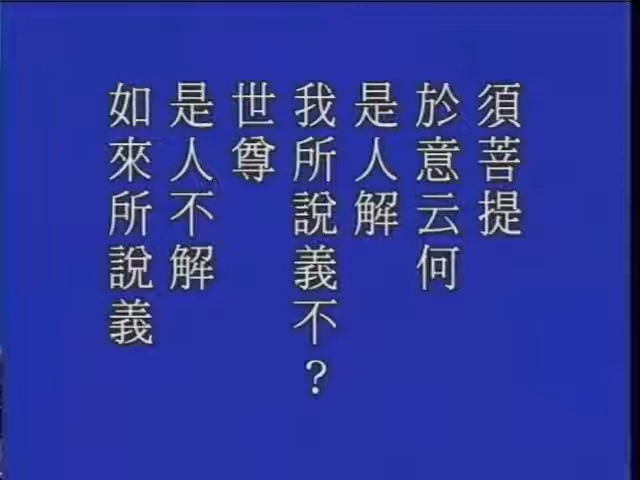 須菩提
於意云何
是人解
我所說義不？
世尊
是人不解
如來所說義